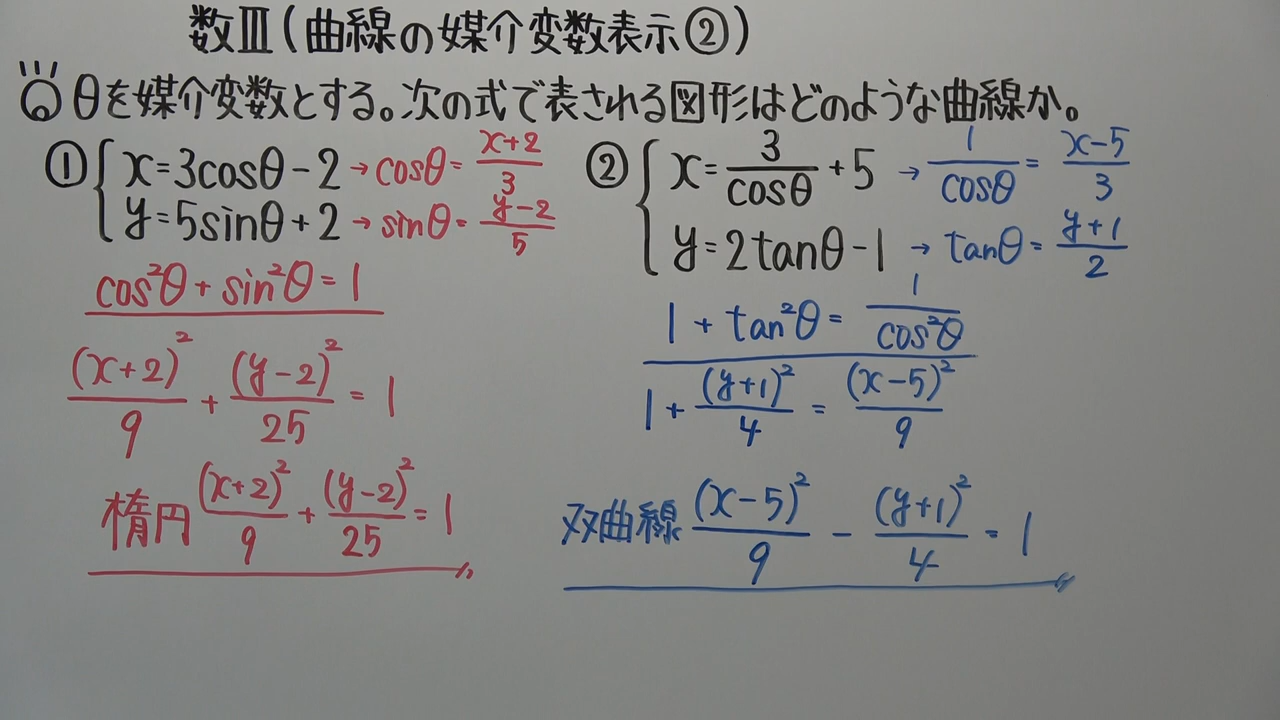 数Ⅲ(曲線の媒介変数表示②)
θを媒介変数とする。次の式で表される図形はどのような曲線か。
① { x=3cosθ-2 → cosθ= (x+2)/3
y=5sinθ+2 → sinθ= (y-2)/5
cos²θ+sin²θ=1
(x+2)²/9 + (y-2)²/25 = 1
楕円 (x+2)²/9 + (y-2)²/25 = 1
② { x= 3/cosθ +5 → 1/cosθ = (x-5)/3
y=2tanθ-1 → tanθ= (y+1)/2
1+tan²θ= 1/cos²θ
1+ (y+1)²/4 = (x-5)²/9
双曲線 (x-5)²/9 - (y+1)²/4 = 1